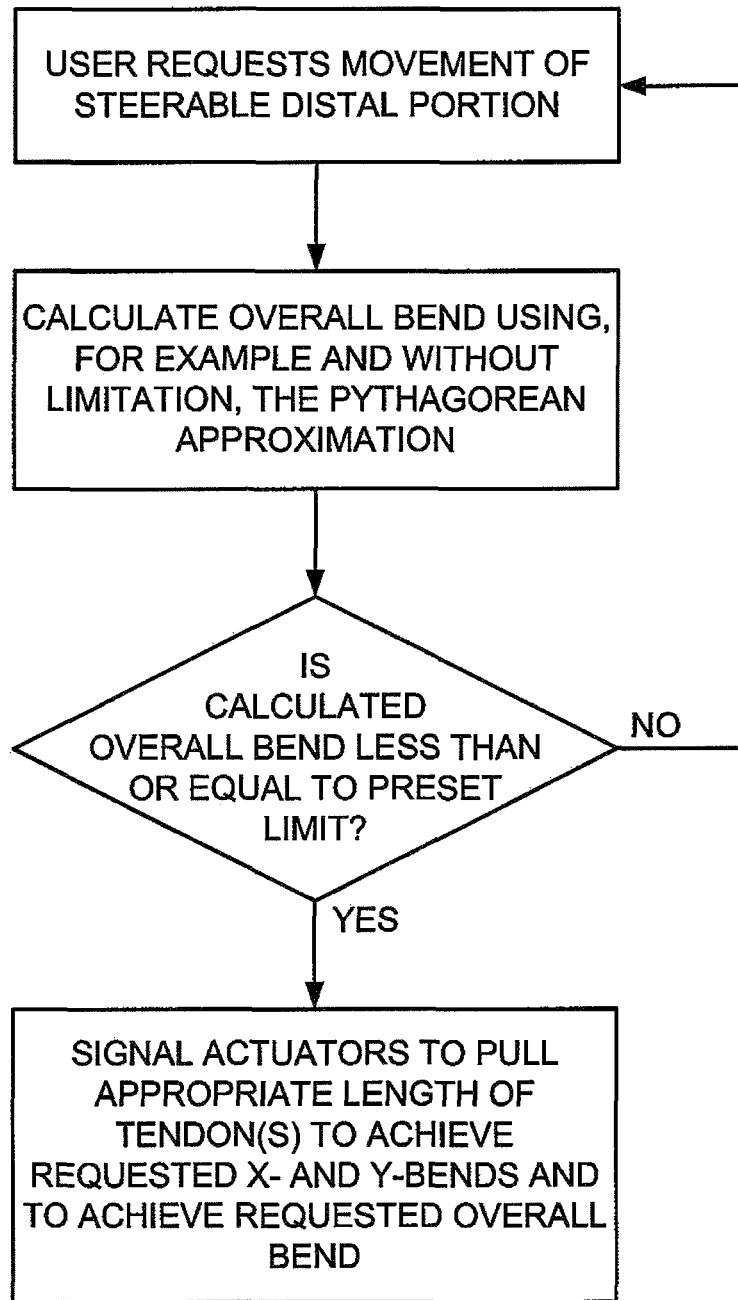 USER REQUESTS MOVEMENT OF
STEERABLE DISTAL PORTION
CALCULATE OVERALL BEND USING,
FOR EXAMPLE AND WITHOUT
LIMITATION, THE PYTHAGOREAN
APPROXIMATION
IS
CALCULATED
OVERALL BEND LESS THAN
OR EQUAL TO PRESET
LIMIT?
NO
YES
SIGNAL ACTUATORS TO PULL
APPROPRIATE LENGTH OF
TENDON(S) TO ACHIEVE
REQUESTED X- AND Y-BENDS AND
TO ACHIEVE REQUESTED OVERALL
BEND